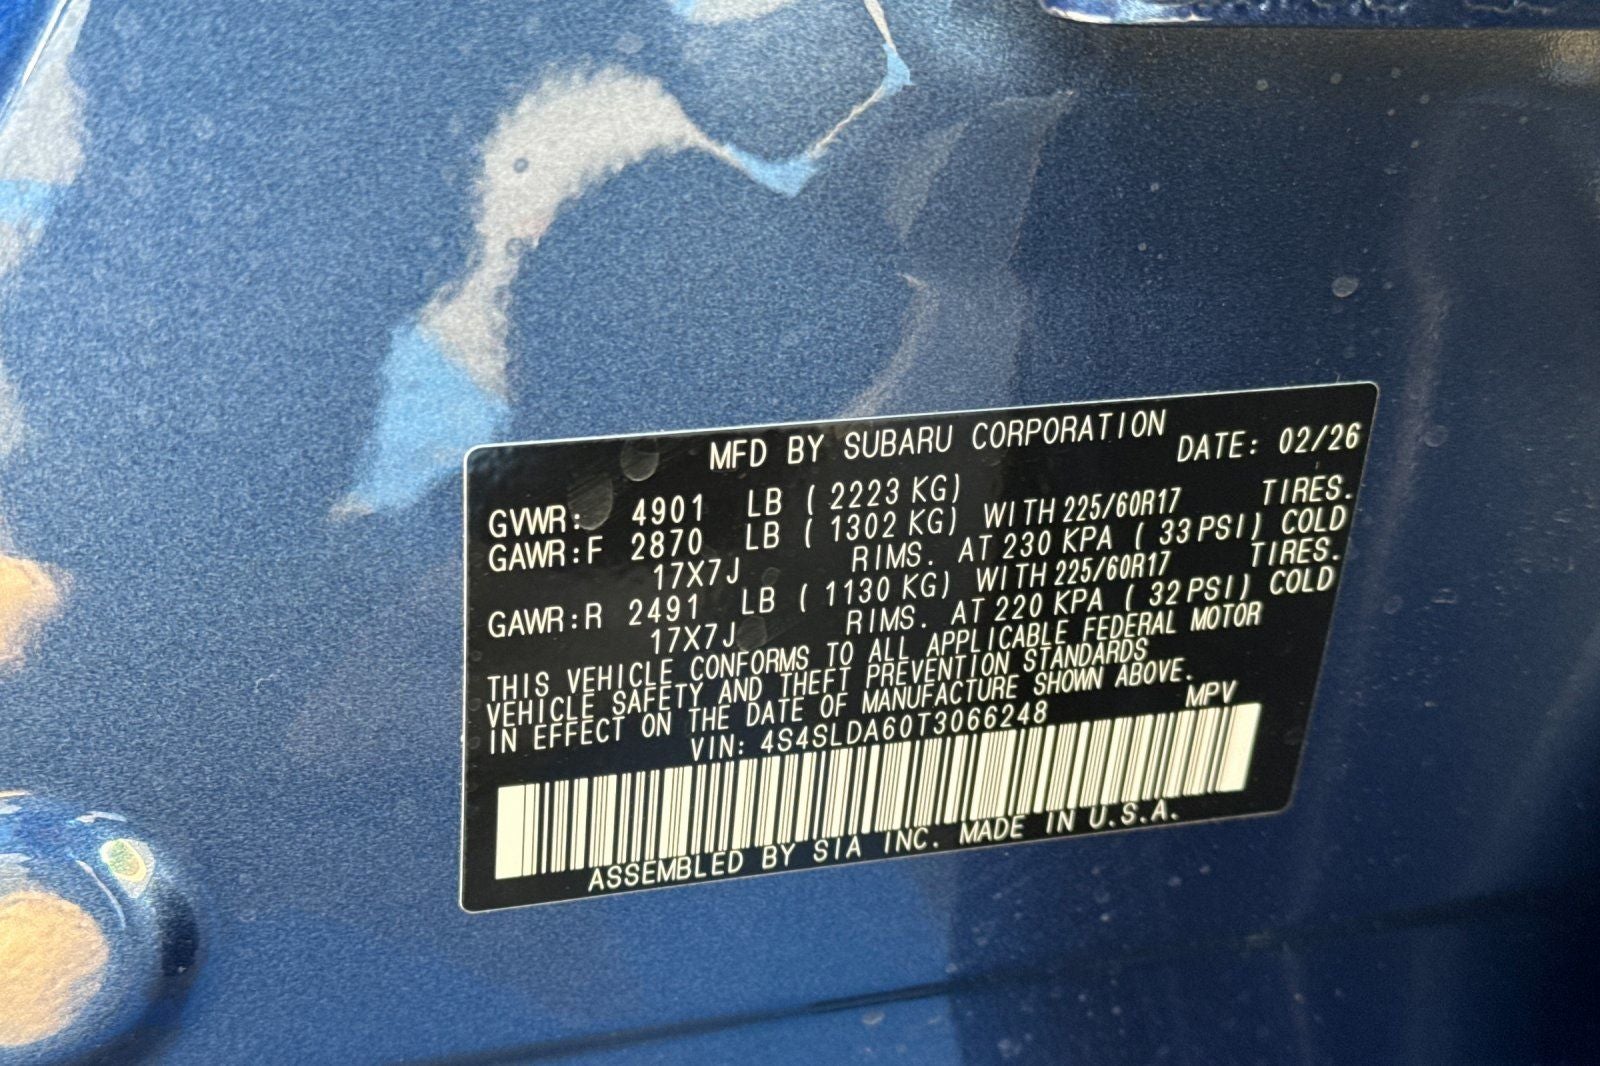 MFD BY SUBARU CORPORATION DATE: 02/26
GVWR: 4901 LB ( 2223 KG)
GAWR:F 2870 LB ( 1302 KG) WITH 225/60R17 TIRES.
17X7J RIMS. AT 230 KPA ( 33 PSI) COLD
GAWR:R 2491 LB ( 1130 KG) WITH 225/60R17 TIRES.
17X7J RIMS. AT 220 KPA ( 32 PSI) COLD
THIS VEHICLE CONFORMS TO ALL APPLICABLE FEDERAL MOTOR
VEHICLE SAFETY AND THEFT PREVENTION STANDARDS
IN EFFECT ON THE DATE OF MANUFACTURE SHOWN ABOVE.
VIN: 4S4SLDA60T3066248 MPV
ASSEMBLED BY SIA INC. MADE IN U.S.A.